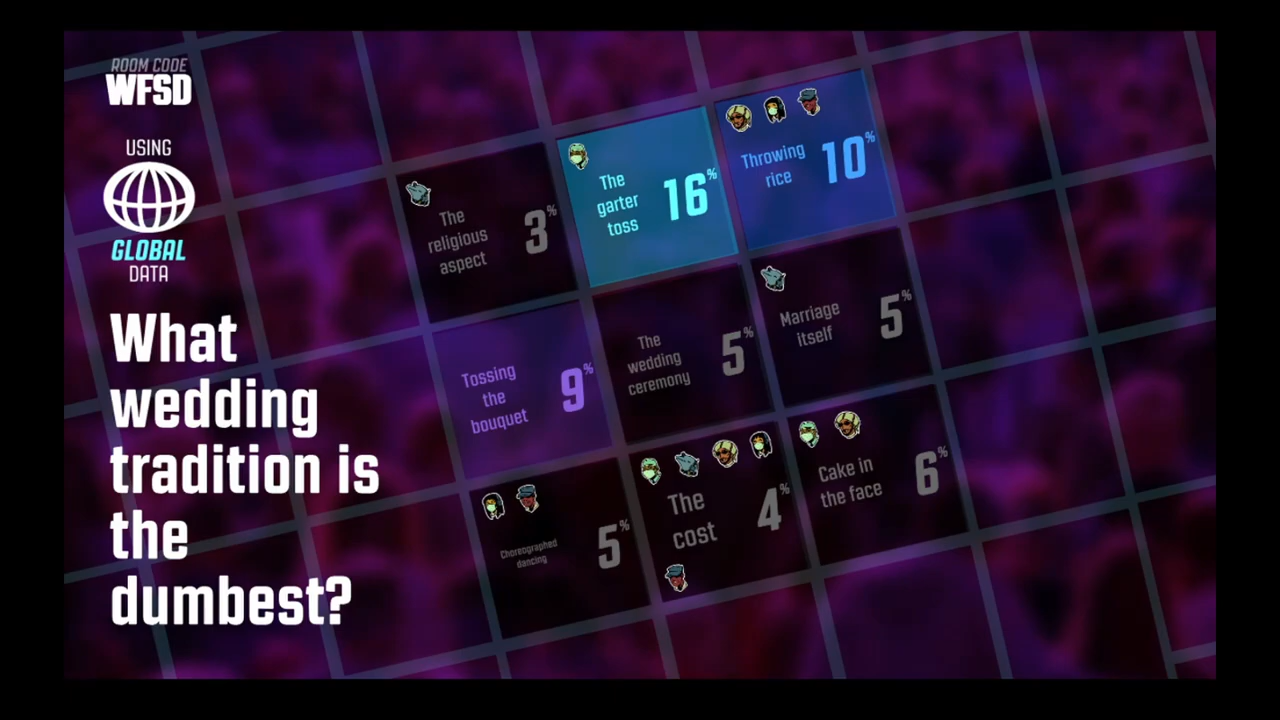 ROOM CODE
WFSD
USING
GLOBAL
DATA
What
wedding
tradition is
the
dumbest?
The
religious
aspect
3%
The
garter
toss
16%
Throwing
rice
10%
Tossing
the
bouquet
9%
The
wedding
ceremony
5%
Marriage
itself
5%
Choreographed
dancing
5%
The
cost
4%
Cake in
the face
6%